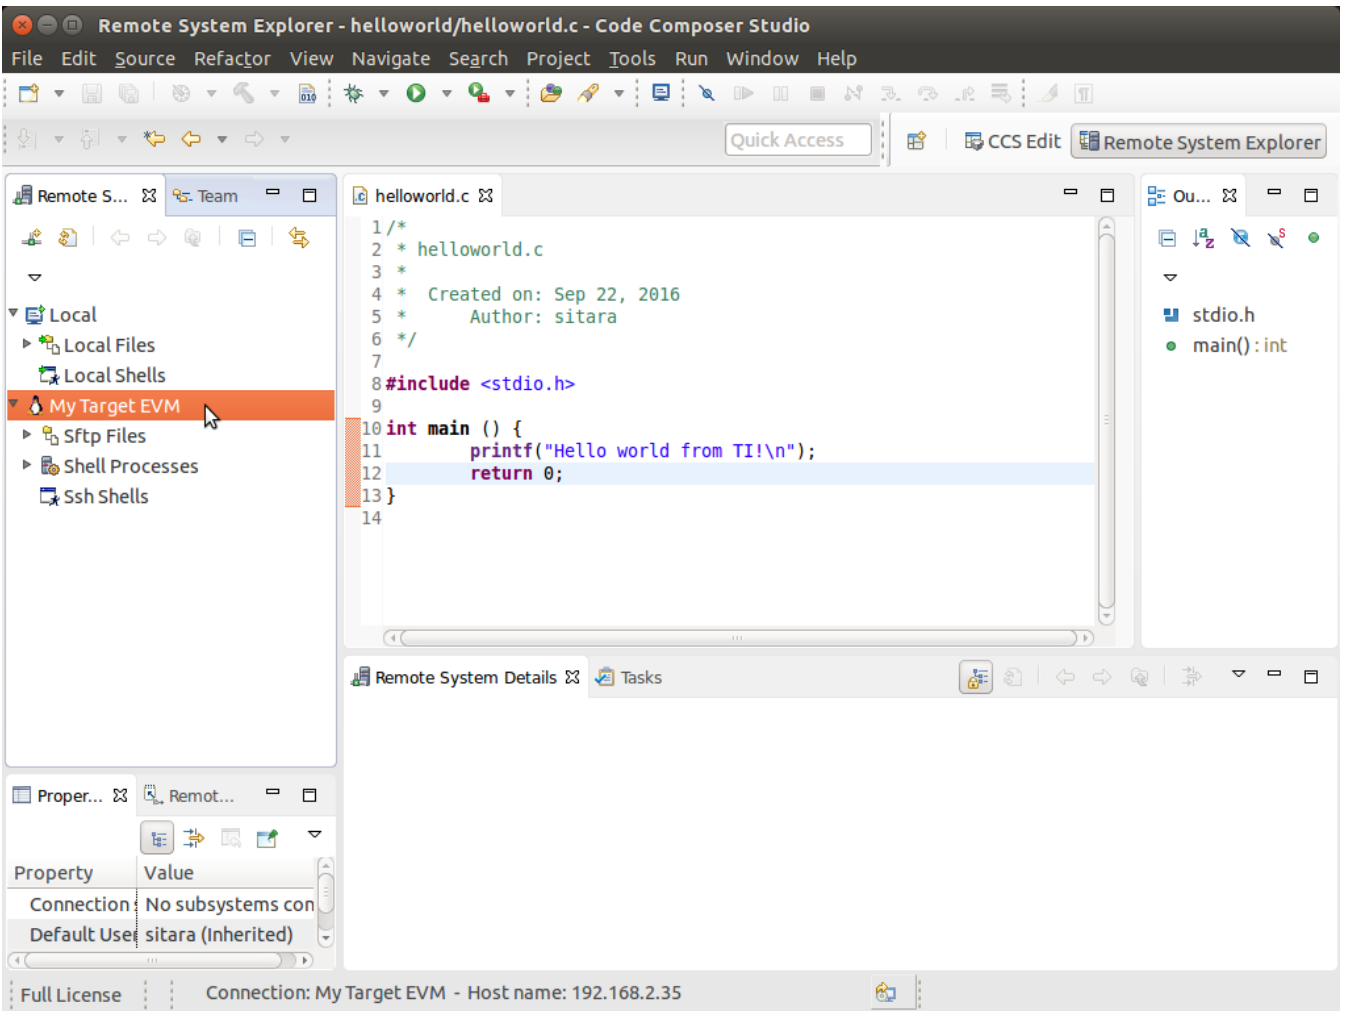 Remote System Explorer - helloworld/helloworld.c - Code Composer Studio
File Edit Source Refactor View Navigate Search Project Tools Run Window Help
010
Quick Access
CCS Edit
Remote System Explorer
Remote S...
Team
Local
Local Files
Local Shells
My Target EVM
Sftp Files
Shell Processes
Ssh Shells
helloworld.c
1 /*
2  * helloworld.c
3  *
4  *  Created on: Sep 22, 2016
5  *      Author: sitara
6  */
7
8 #include <stdio.h>
9
10 int main () {
11         printf("Hello world from TI!\n");
12         return 0;
13 }
14
Ou...
stdio.h
main() : int
Remote System Details
Tasks
Proper...
Remot...
Property Value
Connection No subsystems con
Default User sitara (Inherited)
Full License
Connection: My Target EVM - Host name: 192.168.2.35